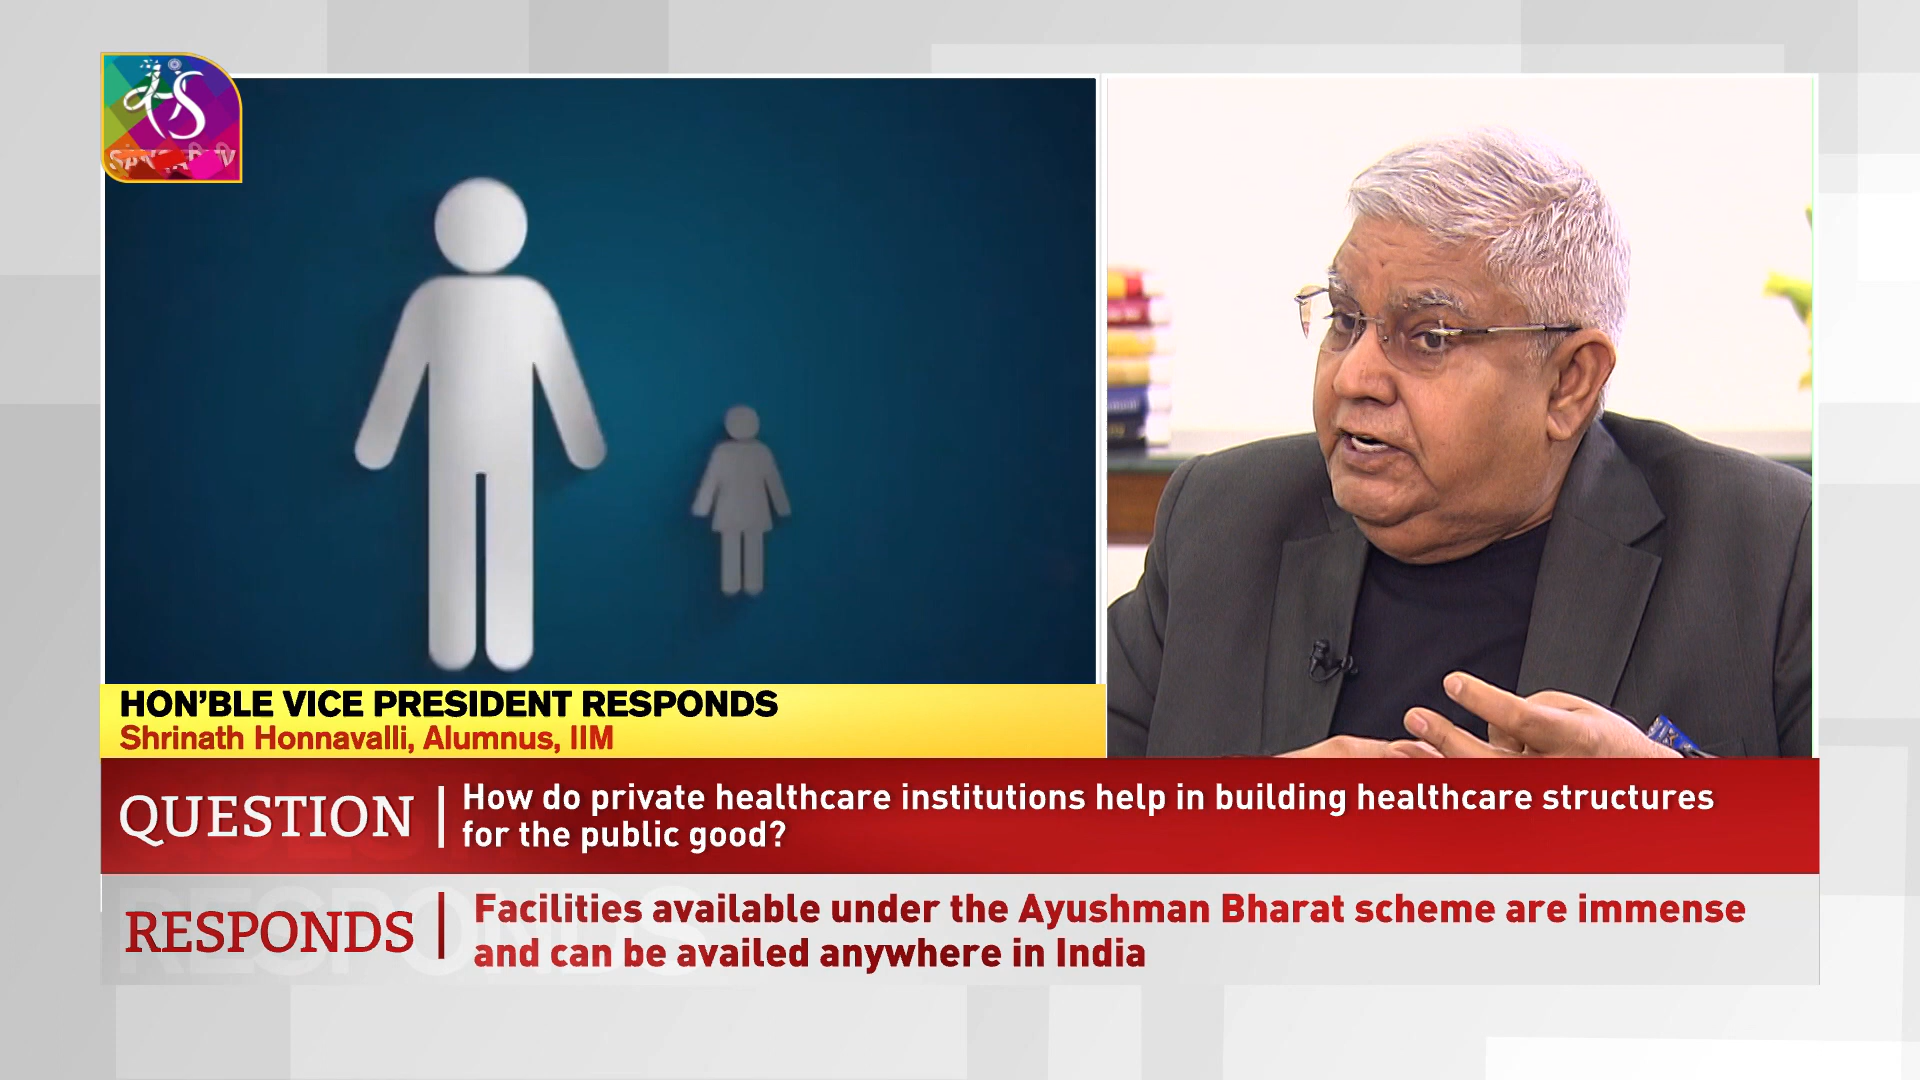 SANSAD TV
HON'BLE VICE PRESIDENT RESPONDS
Shrinath Honnavalli, Alumnus, IIM
QUESTION
How do private healthcare institutions help in building healthcare structures
for the public good?
RESPONDS
Facilities available under the Ayushman Bharat scheme are immense
and can be availed anywhere in India